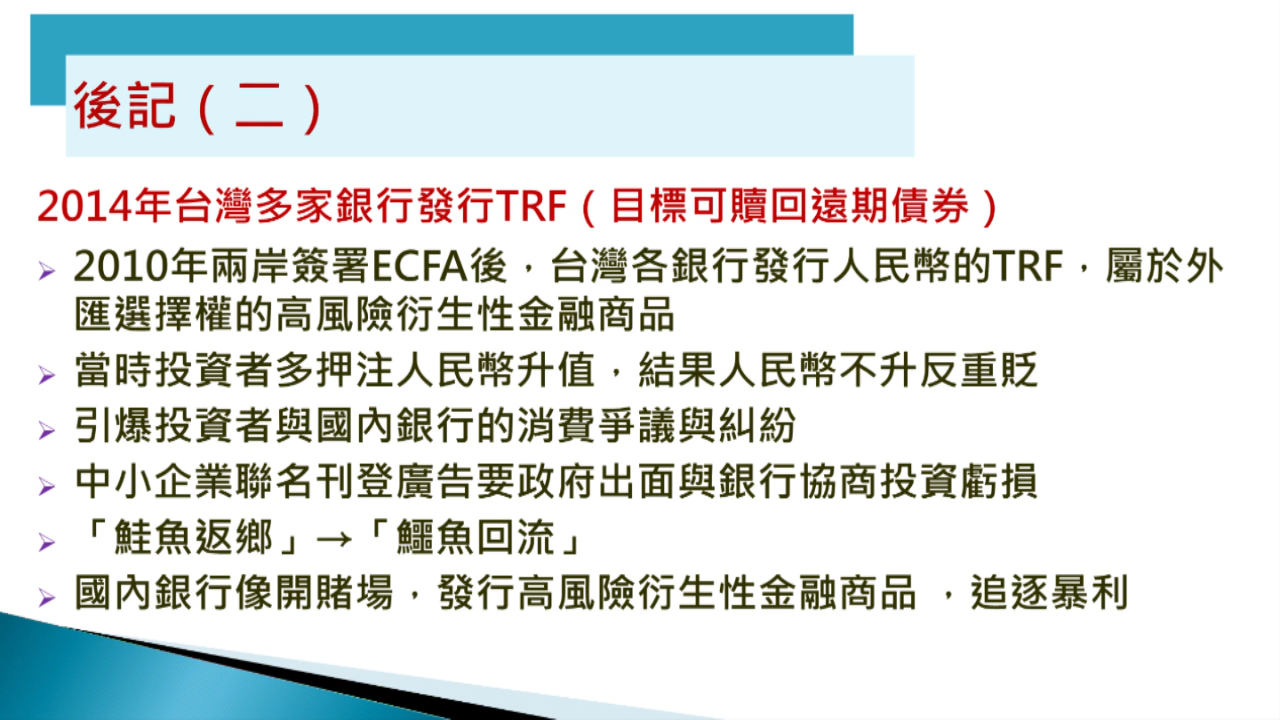 後記（二）
2014年台灣多家銀行發行TRF（目標可贖回遠期債券）
➢ 2010年兩岸簽署ECFA後，台灣各銀行發行人民幣的TRF，屬於外
匯選擇權的高風險衍生性金融商品
➢ 當時投資者多押注人民幣升值，結果人民幣不升反重貶
➢ 引爆投資者與國內銀行的消費爭議與糾紛
➢ 中小企業聯名刊登廣告要政府出面與銀行協商投資虧損
➢ 「鮭魚返鄉」→「鱷魚回流」
➢ 國內銀行像開賭場，發行高風險衍生性金融商品 ，追逐暴利